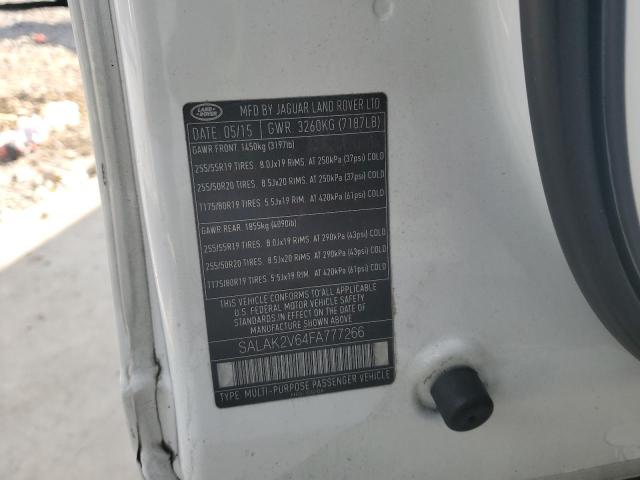 LAND ROVER
MFD BY JAGUAR LAND ROVER LTD
DATE 05/15 GWR 3260KG (7187LB)
GAWR FRONT. 1450kg (3197lb)
255/55R19 TIRES. 8.0Jx19 RIMS. AT 250kPa (37psi) COLD
255/50R20 TIRES. 8.5Jx20 RIMS. AT 250kPa (37psi) COLD
T175/80R19 TIRES 5.5Jx19 RIM. AT 420kPa (61psi) COLD
GAWR REAR. 1855kg (4090lb)
255/55R19 TIRES. 8.0Jx19 RIMS. AT 290kPa (43psi) COLD
255/50R20 TIRES. 8.5Jx20 RIMS. AT 290kPa (43psi) COLD
T175/80R19 TIRES 5.5Jx19 RIM. AT 420kPa (61psi) COLD
THIS VEHICLE CONFORMS TO ALL APPLICABLE
U.S. FEDERAL MOTOR VEHICLE SAFETY
STANDARDS IN EFFECT ON THE DATE OF
MANUFACTURE SHOWN ABOVE.
SALAK2V64FA777266
TYPE MULTI-PURPOSE PASSENGER VEHICLE